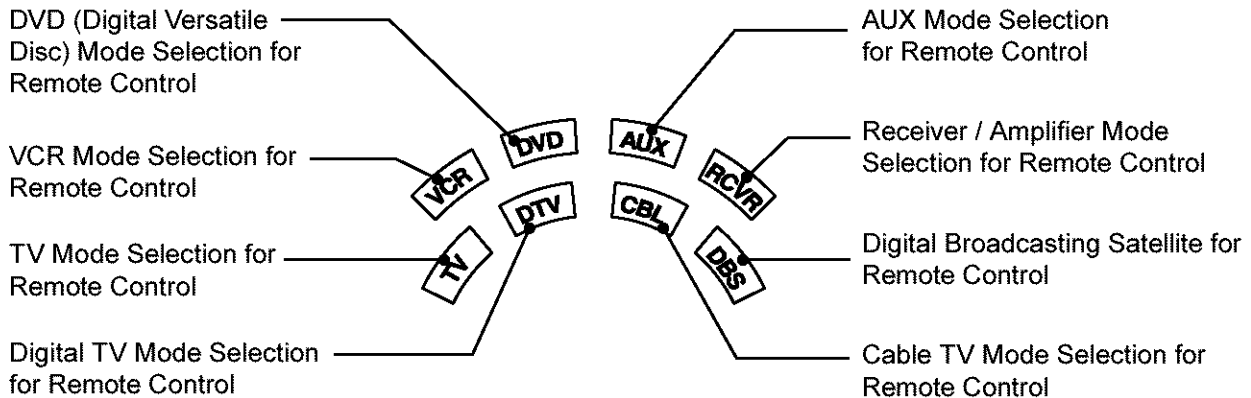 DVD (Digital Versatile
Disc) Mode Selection for
Remote Control
VCR Mode Selection for
Remote Control
TV Mode Selection for
Remote Control
Digital TV Mode Selection
for Remote Control
DVD
AUX
VCR
RCVR
DTV
CBL
TV
DBS
AUX Mode Selection
for Remote Control
Receiver / Amplifier Mode
Selection for Remote Control
Digital Broadcasting Satellite for
Remote Control
Cable TV Mode Selection for
Remote Control